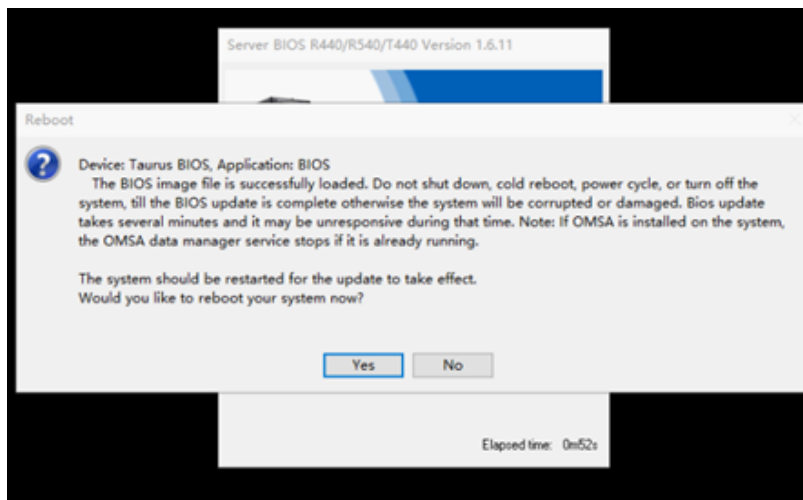 Server BIOS R440/R540/T440 Version 1.6.11
Reboot
Device: Taurus BIOS, Application: BIOS
The BIOS image file is successfully loaded. Do not shut down, cold reboot, power cycle, or turn off the
system, till the BIOS update is complete otherwise the system will be corrupted or damaged. Bios update
takes several minutes and it may be unresponsive during that time. Note: If OMSA is installed on the system,
the OMSA data manager service stops if it is already running.
The system should be restarted for the update to take effect.
Would you like to reboot your system now?
Yes No
Elapsed time: 0m52s